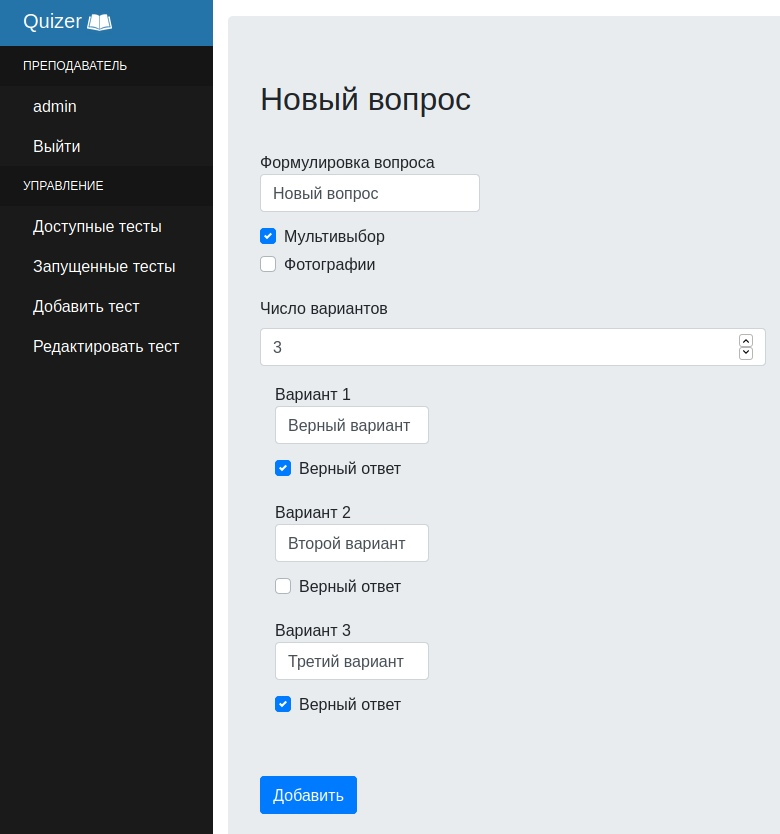 Quizer
ПРЕПОДАВАТЕЛЬ
admin
Выйти
УПРАВЛЕНИЕ
Доступные тесты
Запущенные тесты
Добавить тест
Редактировать тест
Новый вопрос
Формулировка вопроса
Новый вопрос
Мультивыбор
Фотографии
Число вариантов
3
Вариант 1
Верный вариант
Верный ответ
Вариант 2
Второй вариант
Верный ответ
Вариант 3
Третий вариант
Верный ответ
Добавить